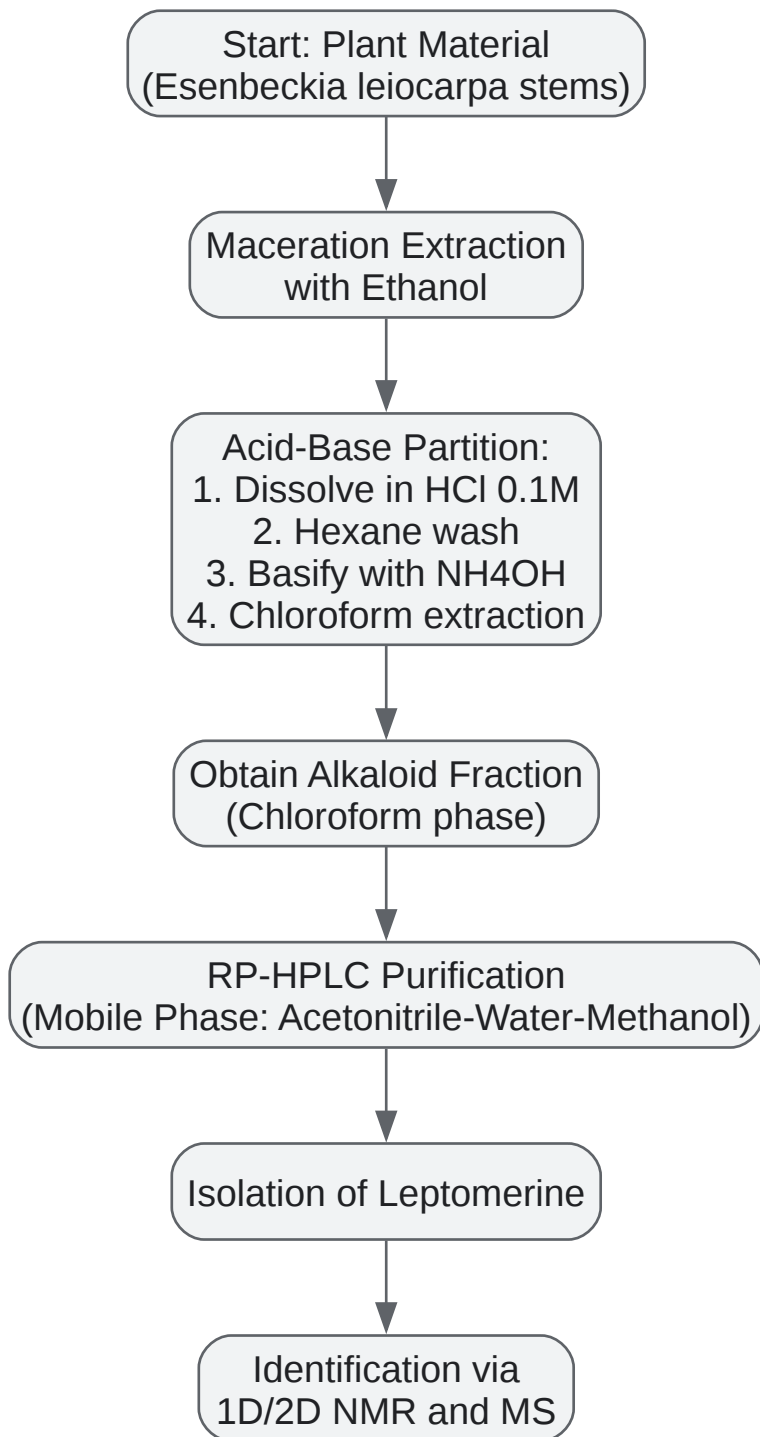 Start: Plant Material
(Esenbeckia leiocarpa stems)
Maceration Extraction
with Ethanol
Acid-Base Partition:
1. Dissolve in HCl 0.1M
2. Hexane wash
3. Basify with NH4OH
4. Chloroform extraction
Obtain Alkaloid Fraction
(Chloroform phase)
RP-HPLC Purification
(Mobile Phase: Acetonitrile-Water-Methanol)
Isolation of Leptomerine
Identification via
1D/2D NMR and MS